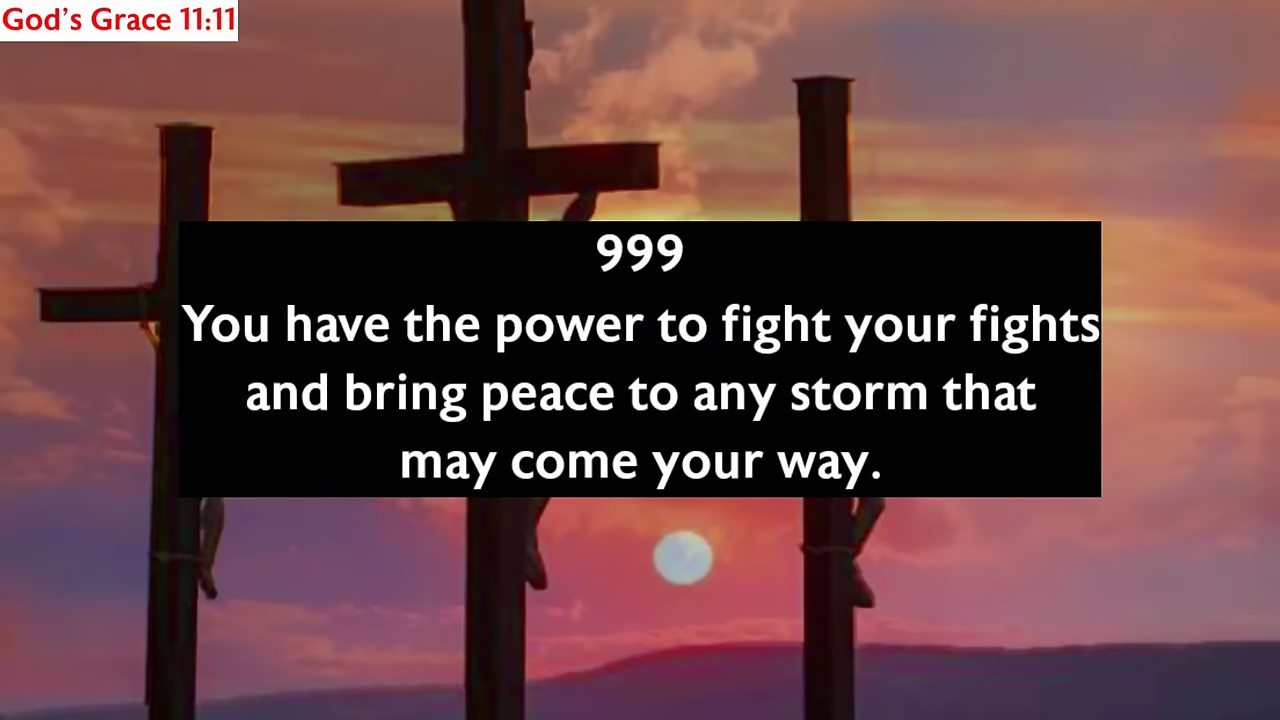 God’s Grace 11:11
999
You have the power to fight your fights
and bring peace to any storm that
may come your way.